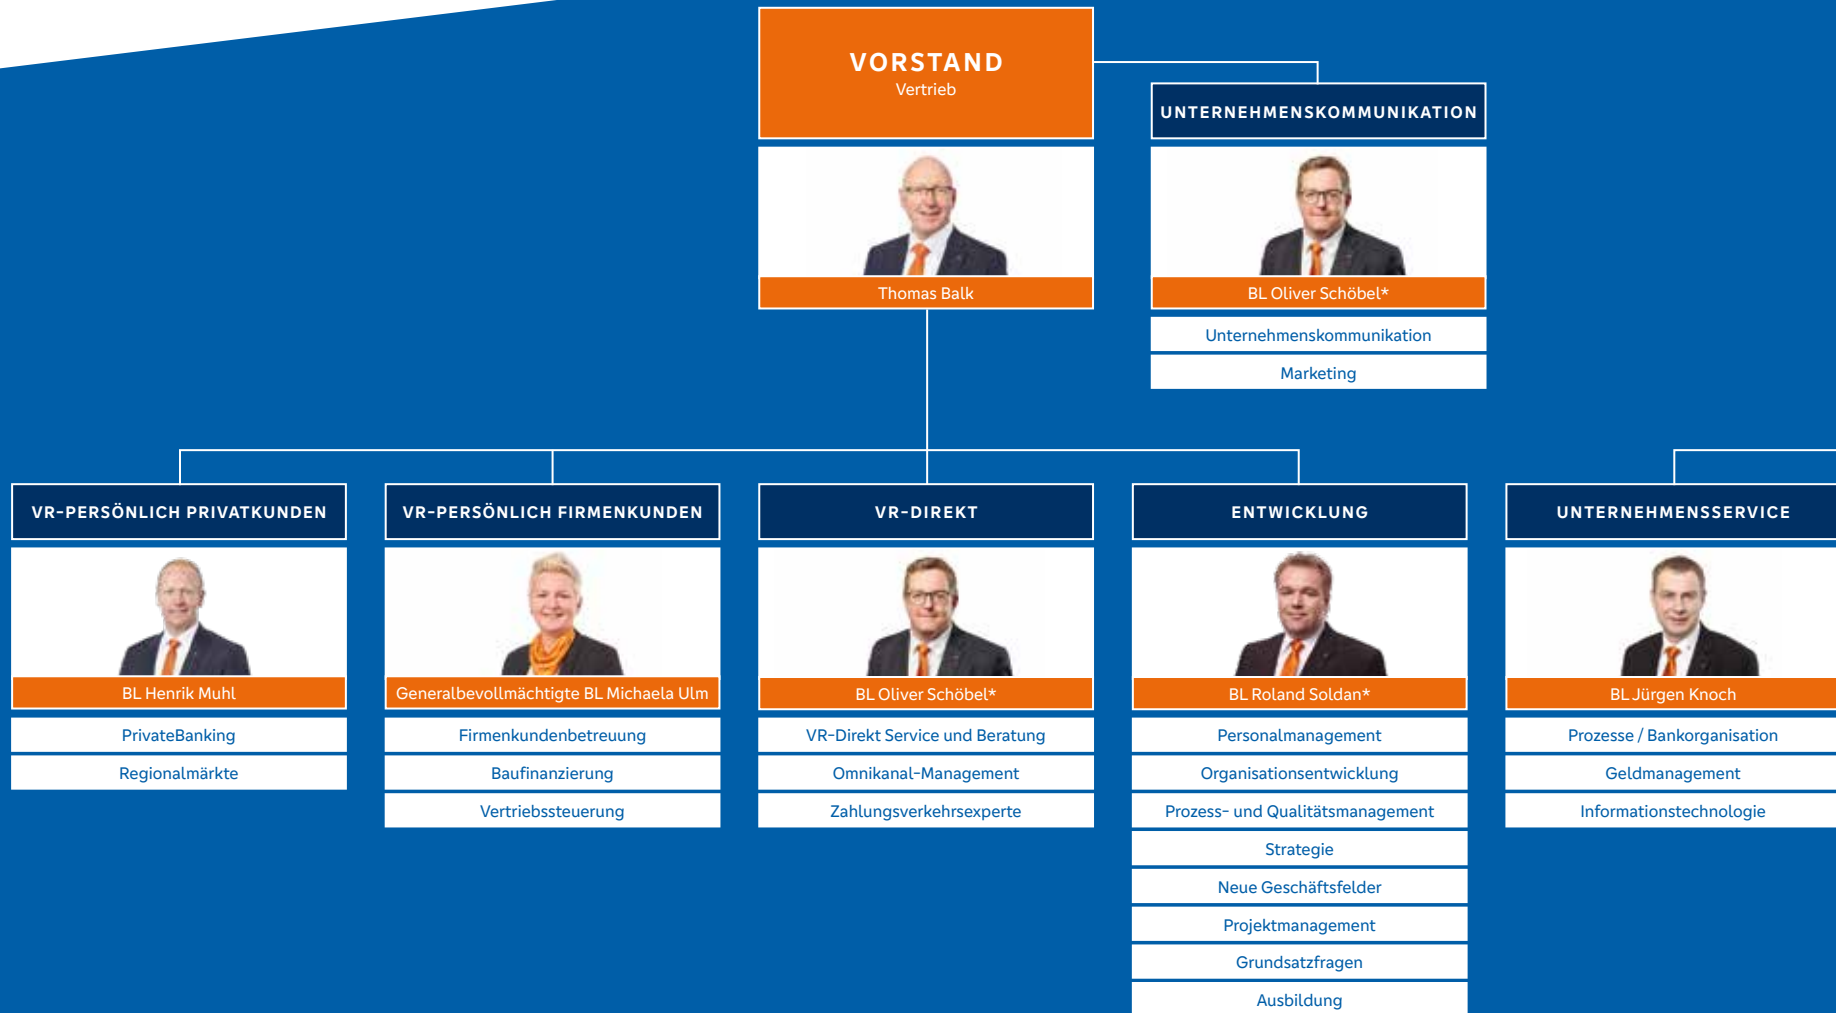 VORSTAND
Vertrieb
Thomas Balk
UNTERNEHMENSKOMMUNIKATION
BL Oliver Schöbel*
Unternehmenskommunikation
Marketing
VR-PERSÖNLICH PRIVATKUNDEN
BL Henrik Muhl
PrivateBanking
Regionalmärkte
VR-PERSÖNLICH FIRMENKUNDEN
Generalbevollmächtigte BL Michaela Ulm
Firmenkundenbetreuung
Baufinanzierung
Vertriebssteuerung
VR-DIREKT
BL Oliver Schöbel*
VR-Direkt Service und Beratung
Omnikanal-Management
Zahlungsverkehrsexperte
ENTWICKLUNG
BL Roland Soldan*
Personalmanagement
Organisationsentwicklung
Prozess- und Qualitätsmanagement
Strategie
Neue Geschäftsfelder
Projektmanagement
Grundsatzfragen
Ausbildung
UNTERNEHMENSSERVICE
BL Jürgen Knoch
Prozesse / Bankorganisation
Geldmanagement
Informationstechnologie